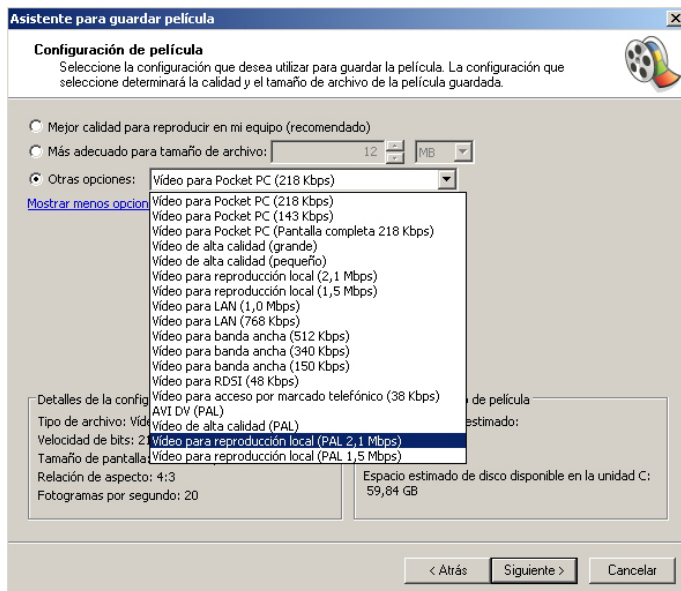 Asistente para guardar película
Configuración de película
Seleccione la configuración que desea utilizar para guardar la película. La configuración que
seleccione determinará la calidad y el tamaño de archivo de la película guardada.
Mejor calidad para reproducir en mi equipo (recomendado)
Más adecuado para tamaño de archivo: 12 MB
Otras opciones: Vídeo para Pocket PC (218 Kbps)
Mostrar menos opcion
Vídeo para Pocket PC (218 Kbps)
Vídeo para Pocket PC (143 Kbps)
Vídeo para Pocket PC (Pantalla completa 218 Kbps)
Vídeo de alta calidad (grande)
Vídeo de alta calidad (pequeño)
Vídeo para reproducción local (2,1 Mbps)
Vídeo para reproducción local (1,5 Mbps)
Vídeo para LAN (1,0 Mbps)
Vídeo para LAN (768 Kbps)
Vídeo para banda ancha (512 Kbps)
Vídeo para banda ancha (340 Kbps)
Vídeo para banda ancha (150 Kbps)
Vídeo para RDSI (48 Kbps)
Vídeo para acceso por marcado telefónico (38 Kbps)
AVI DV (PAL)
Vídeo de alta calidad (PAL)
Vídeo para reproducción local (PAL 2,1 Mbps)
Vídeo para reproducción local (PAL 1,5 Mbps)
Detalles de la config
Tipo de archivo: Víde
Velocidad de bits: 21
Tamaño de pantalla:
Relación de aspecto: 4:3
Fotogramas por segundo: 20
de película
estimado:
Espacio estimado de disco disponible en la unidad C:
59,84 GB
< Atrás
Siguiente >
Cancelar